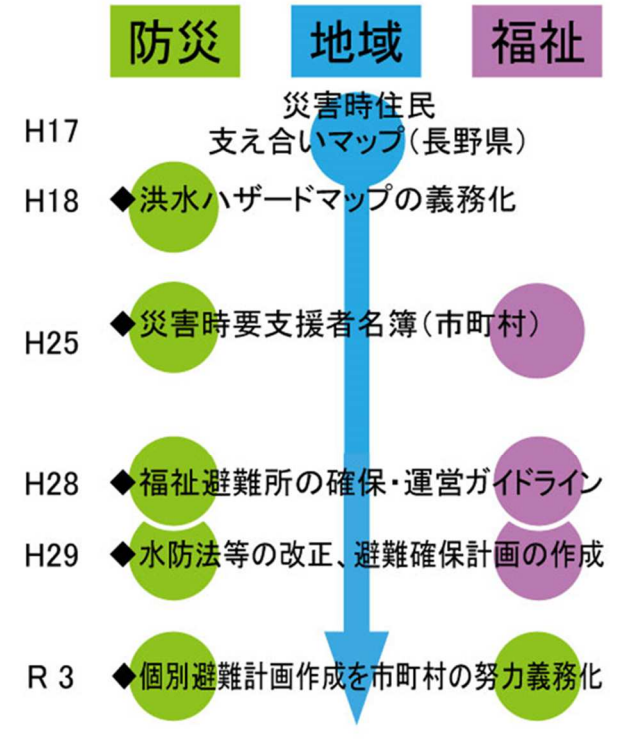 防災 地域 福祉
災害時住民
H17 支え合いマップ(長野県)
H18 ◆洪水ハザードマップの義務化
H25 ◆災害時要支援者名簿(市町村)
H28 ◆福祉避難所の確保・運営ガイドライン
H29 ◆水防法等の改正、避難確保計画の作成
R 3 ◆個別避難計画作成を市町村の努力義務化